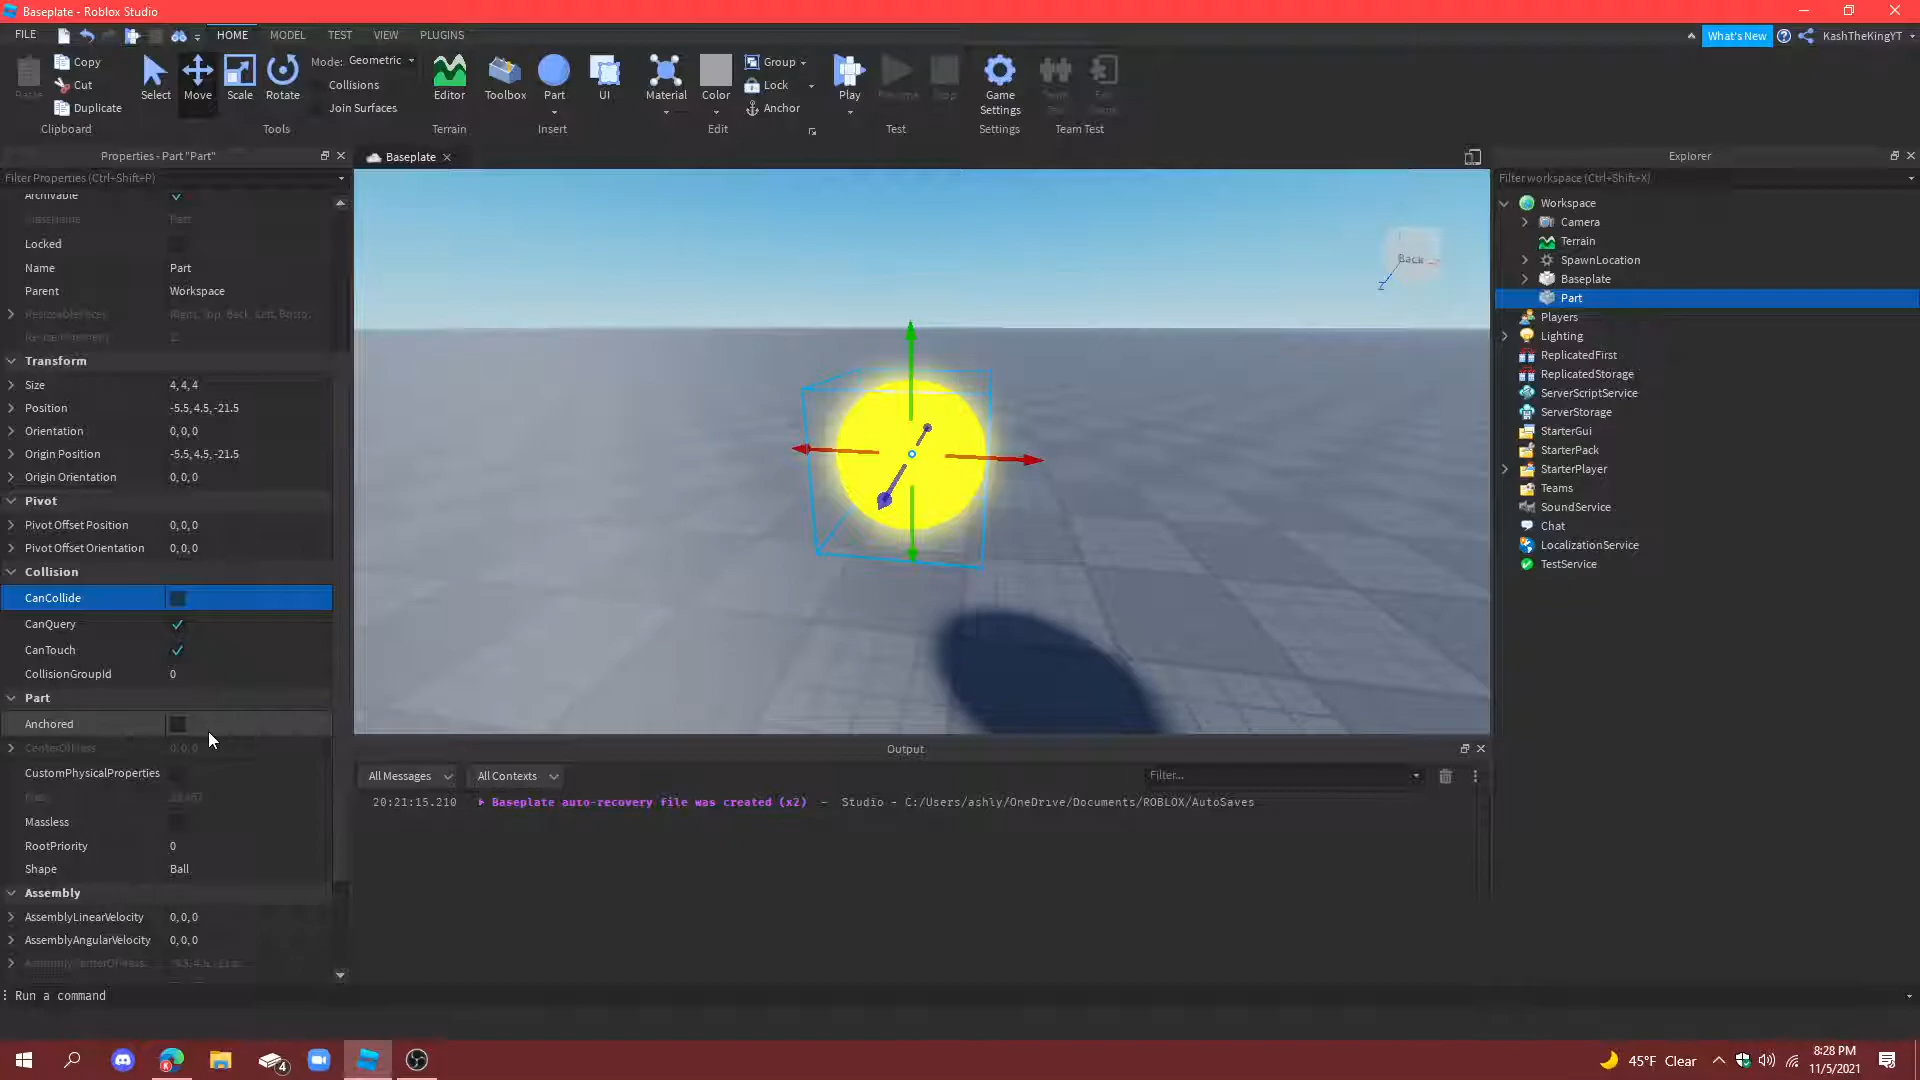 Baseplate - Roblox Studio
FILE HOME MODEL TEST VIEW PLUGINS What's New KashTheKingYT
Copy
Cut
Duplicate
Clipboard
Select Move Scale Rotate
Mode: Geometric
Collisions
Join Surfaces
Tools
Editor
Terrain
Toolbox Part UI
Insert
Material Color
Group
Lock
Anchor
Edit
Play
Test
Game
Settings
Settings
Team Test
Properties - Part "Part"
Filter Properties (Ctrl+Shift+P)
Archivable
Locked
Name Part
Parent Workspace
Transform
Size 4, 4, 4
Position -5.5, 4.5, -21.5
Orientation 0, 0, 0
Origin Position -5.5, 4.5, -21.5
Origin Orientation 0, 0, 0
Pivot
Pivot Offset Position 0, 0, 0
Pivot Offset Orientation 0, 0, 0
Collision
CanCollide
CanQuery
CanTouch
CollisionGroupId 0
Part
Anchored
CenterOfMass 0, 0, 0
CustomPhysicalProperties
Massless
RootPriority 0
Shape Ball
Assembly
AssemblyLinearVelocity 0, 0, 0
AssemblyAngularVelocity 0, 0, 0
Baseplate
Back
Z
Output
All Messages All Contexts Filter...
20:21:15.210 Baseplate auto-recovery file was created (x2) - Studio - C:/Users/ashly/OneDrive/Documents/ROBLOX/AutoSaves
Explorer
Filter workspace (Ctrl+Shift+X)
Workspace
Camera
Terrain
SpawnLocation
Baseplate
Part
Players
Lighting
ReplicatedFirst
ReplicatedStorage
ServerScriptService
ServerStorage
StarterGui
StarterPack
StarterPlayer
Teams
SoundService
Chat
LocalizationService
TestService
Run a command
4
45°F Clear
8:28 PM
11/5/2021